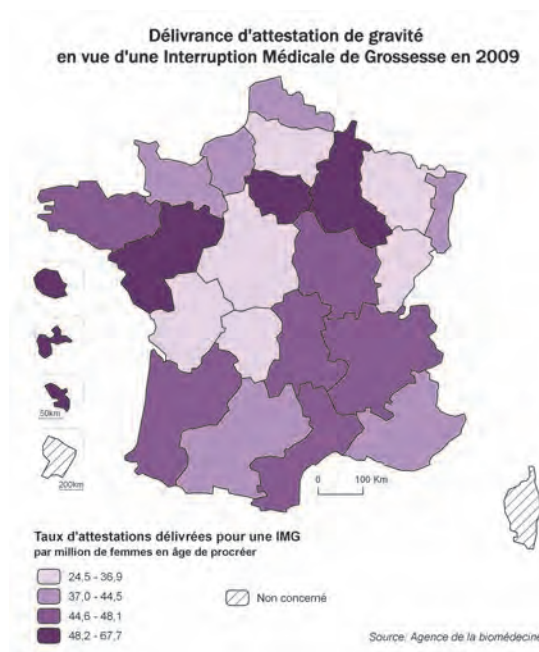 Délivrance d'attestation de gravité
en vue d'une Interruption Médicale de Grossesse en 2009
50km
200km
0 100 Km
Taux d'attestations délivrées pour une IMG
par million de femmes en âge de procréer
24,5 - 36,9
37,0 - 44,5
44,6 - 48,1
48,2 - 67,7
Non concerné
Source: Agence de la biomédecine